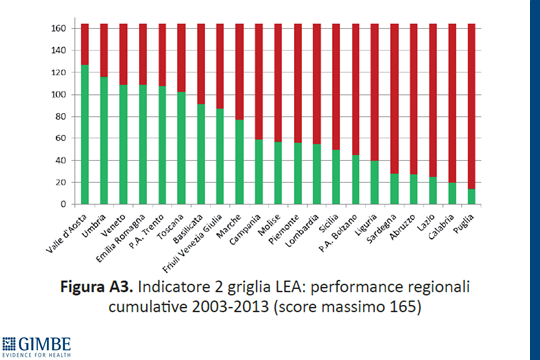 160
140
120
100
80
60
40
20
0
Valle d'Aosta
Umbria
Veneto
Emilia Romagna
P.A. Trento
Toscana
Basilicata
Friuli Venezia Giulia
Marche
Campania
Molise
Piemonte
Lombardia
Sicilia
P.A. Bolzano
Liguria
Sardegna
Abruzzo
Lazio
Calabria
Puglia
Figura A3. Indicatore 2 griglia LEA: performance regionali
cumulative 2003-2013 (score massimo 165)
GIMBE
EVIDENCE FOR HEALTH